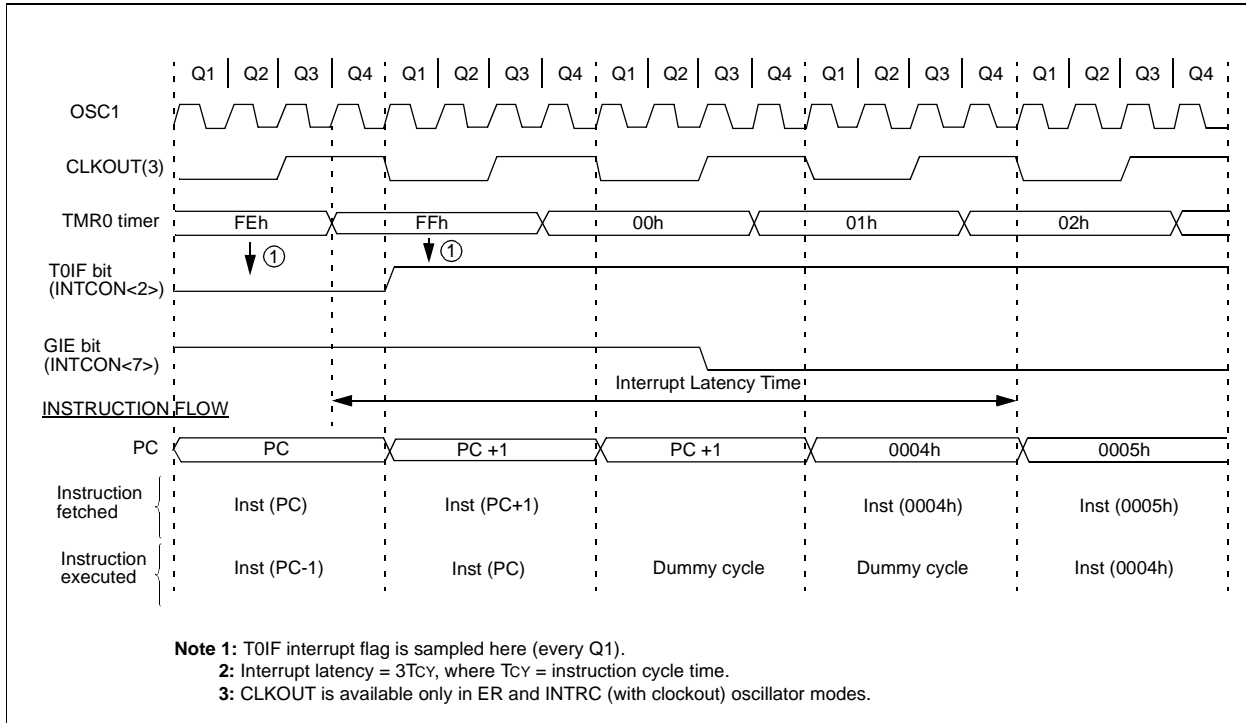 Q1 Q2 Q3 Q4 Q1 Q2 Q3 Q4 Q1 Q2 Q3 Q4 Q1 Q2 Q3 Q4 Q1 Q2 Q3 Q4
OSC1
CLKOUT(3)
TMR0 timer FEh FFh 00h 01h 02h
1 1
T0IF bit
(INTCON<2>)
GIE bit
(INTCON<7>)
Interrupt Latency Time
INSTRUCTION FLOW
PC PC PC +1 PC +1 0004h 0005h
Instruction
fetched
Inst (PC) Inst (PC+1) Inst (0004h) Inst (0005h)
Instruction
executed
Inst (PC-1) Inst (PC) Dummy cycle Dummy cycle Inst (0004h)
Note 1: T0IF interrupt flag is sampled here (every Q1).
2: Interrupt latency = 3TCY, where TCY = instruction cycle time.
3: CLKOUT is available only in ER and INTRC (with clockout) oscillator modes.